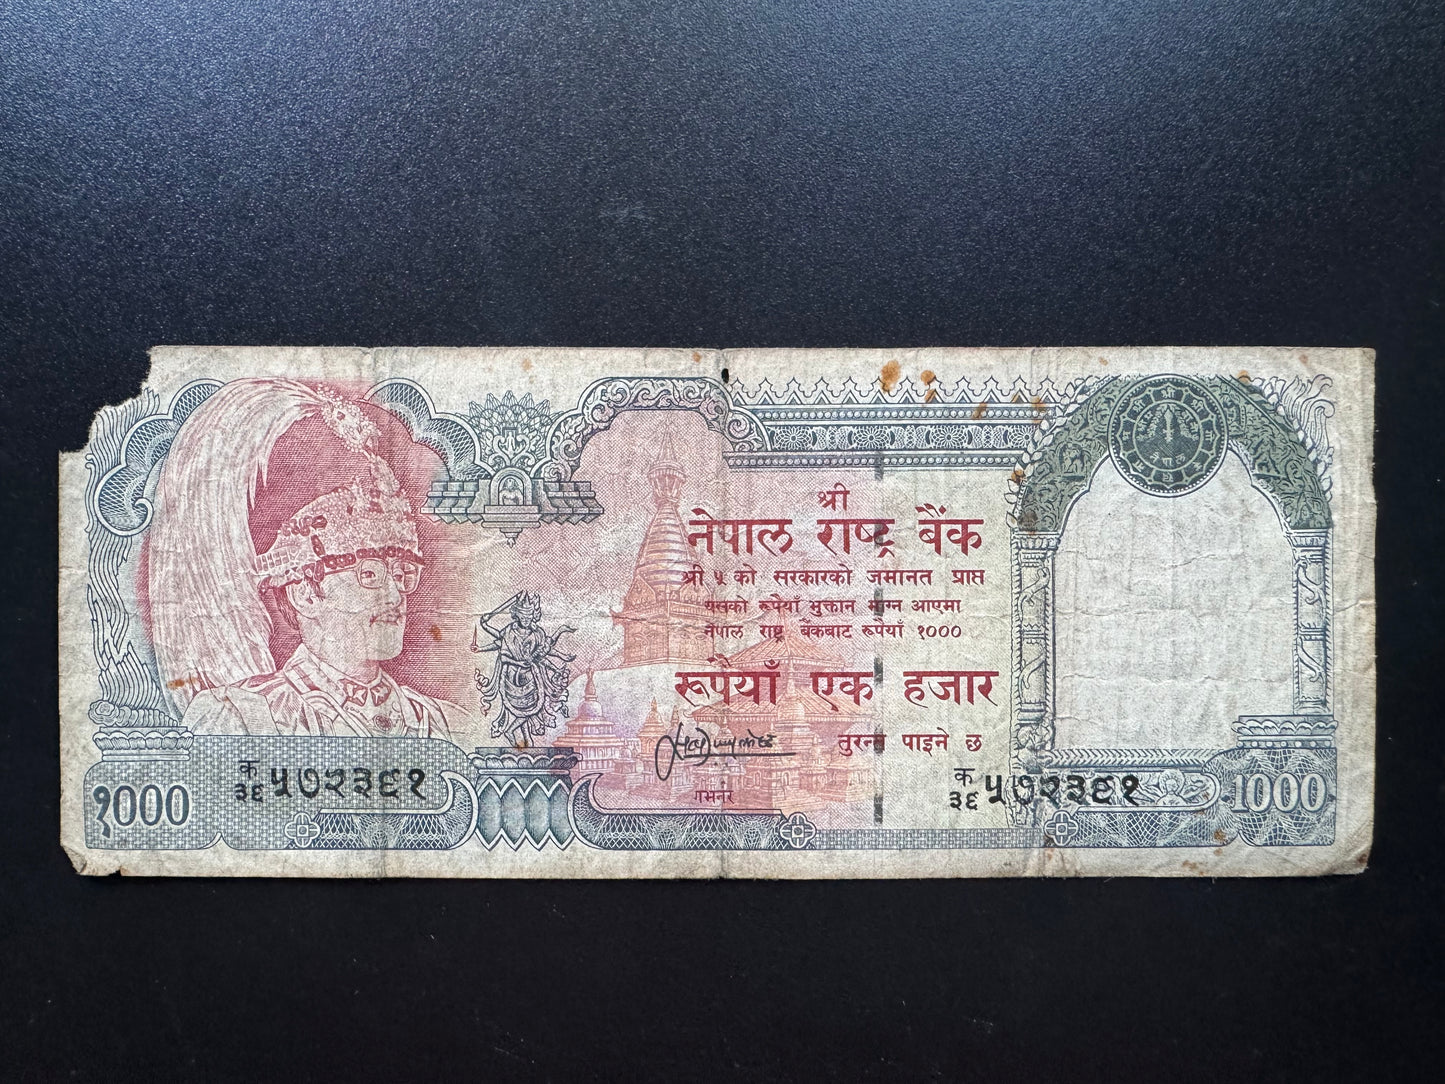 श्री
नेपाल राष्ट्र बैंक
श्री ५ को सरकारको जमानत प्राप्त
यसको रूपैयाँ भुक्तान माग्न आएमा
नेपाल राष्ट्र बैंकबाट रूपैयाँ १०००
रूपैयाँ एक हजार
तुरन्त पाइने छ
गभर्नर
क
३६ ५७२३६१
क
३६ ५७२३६१
१०००
1000